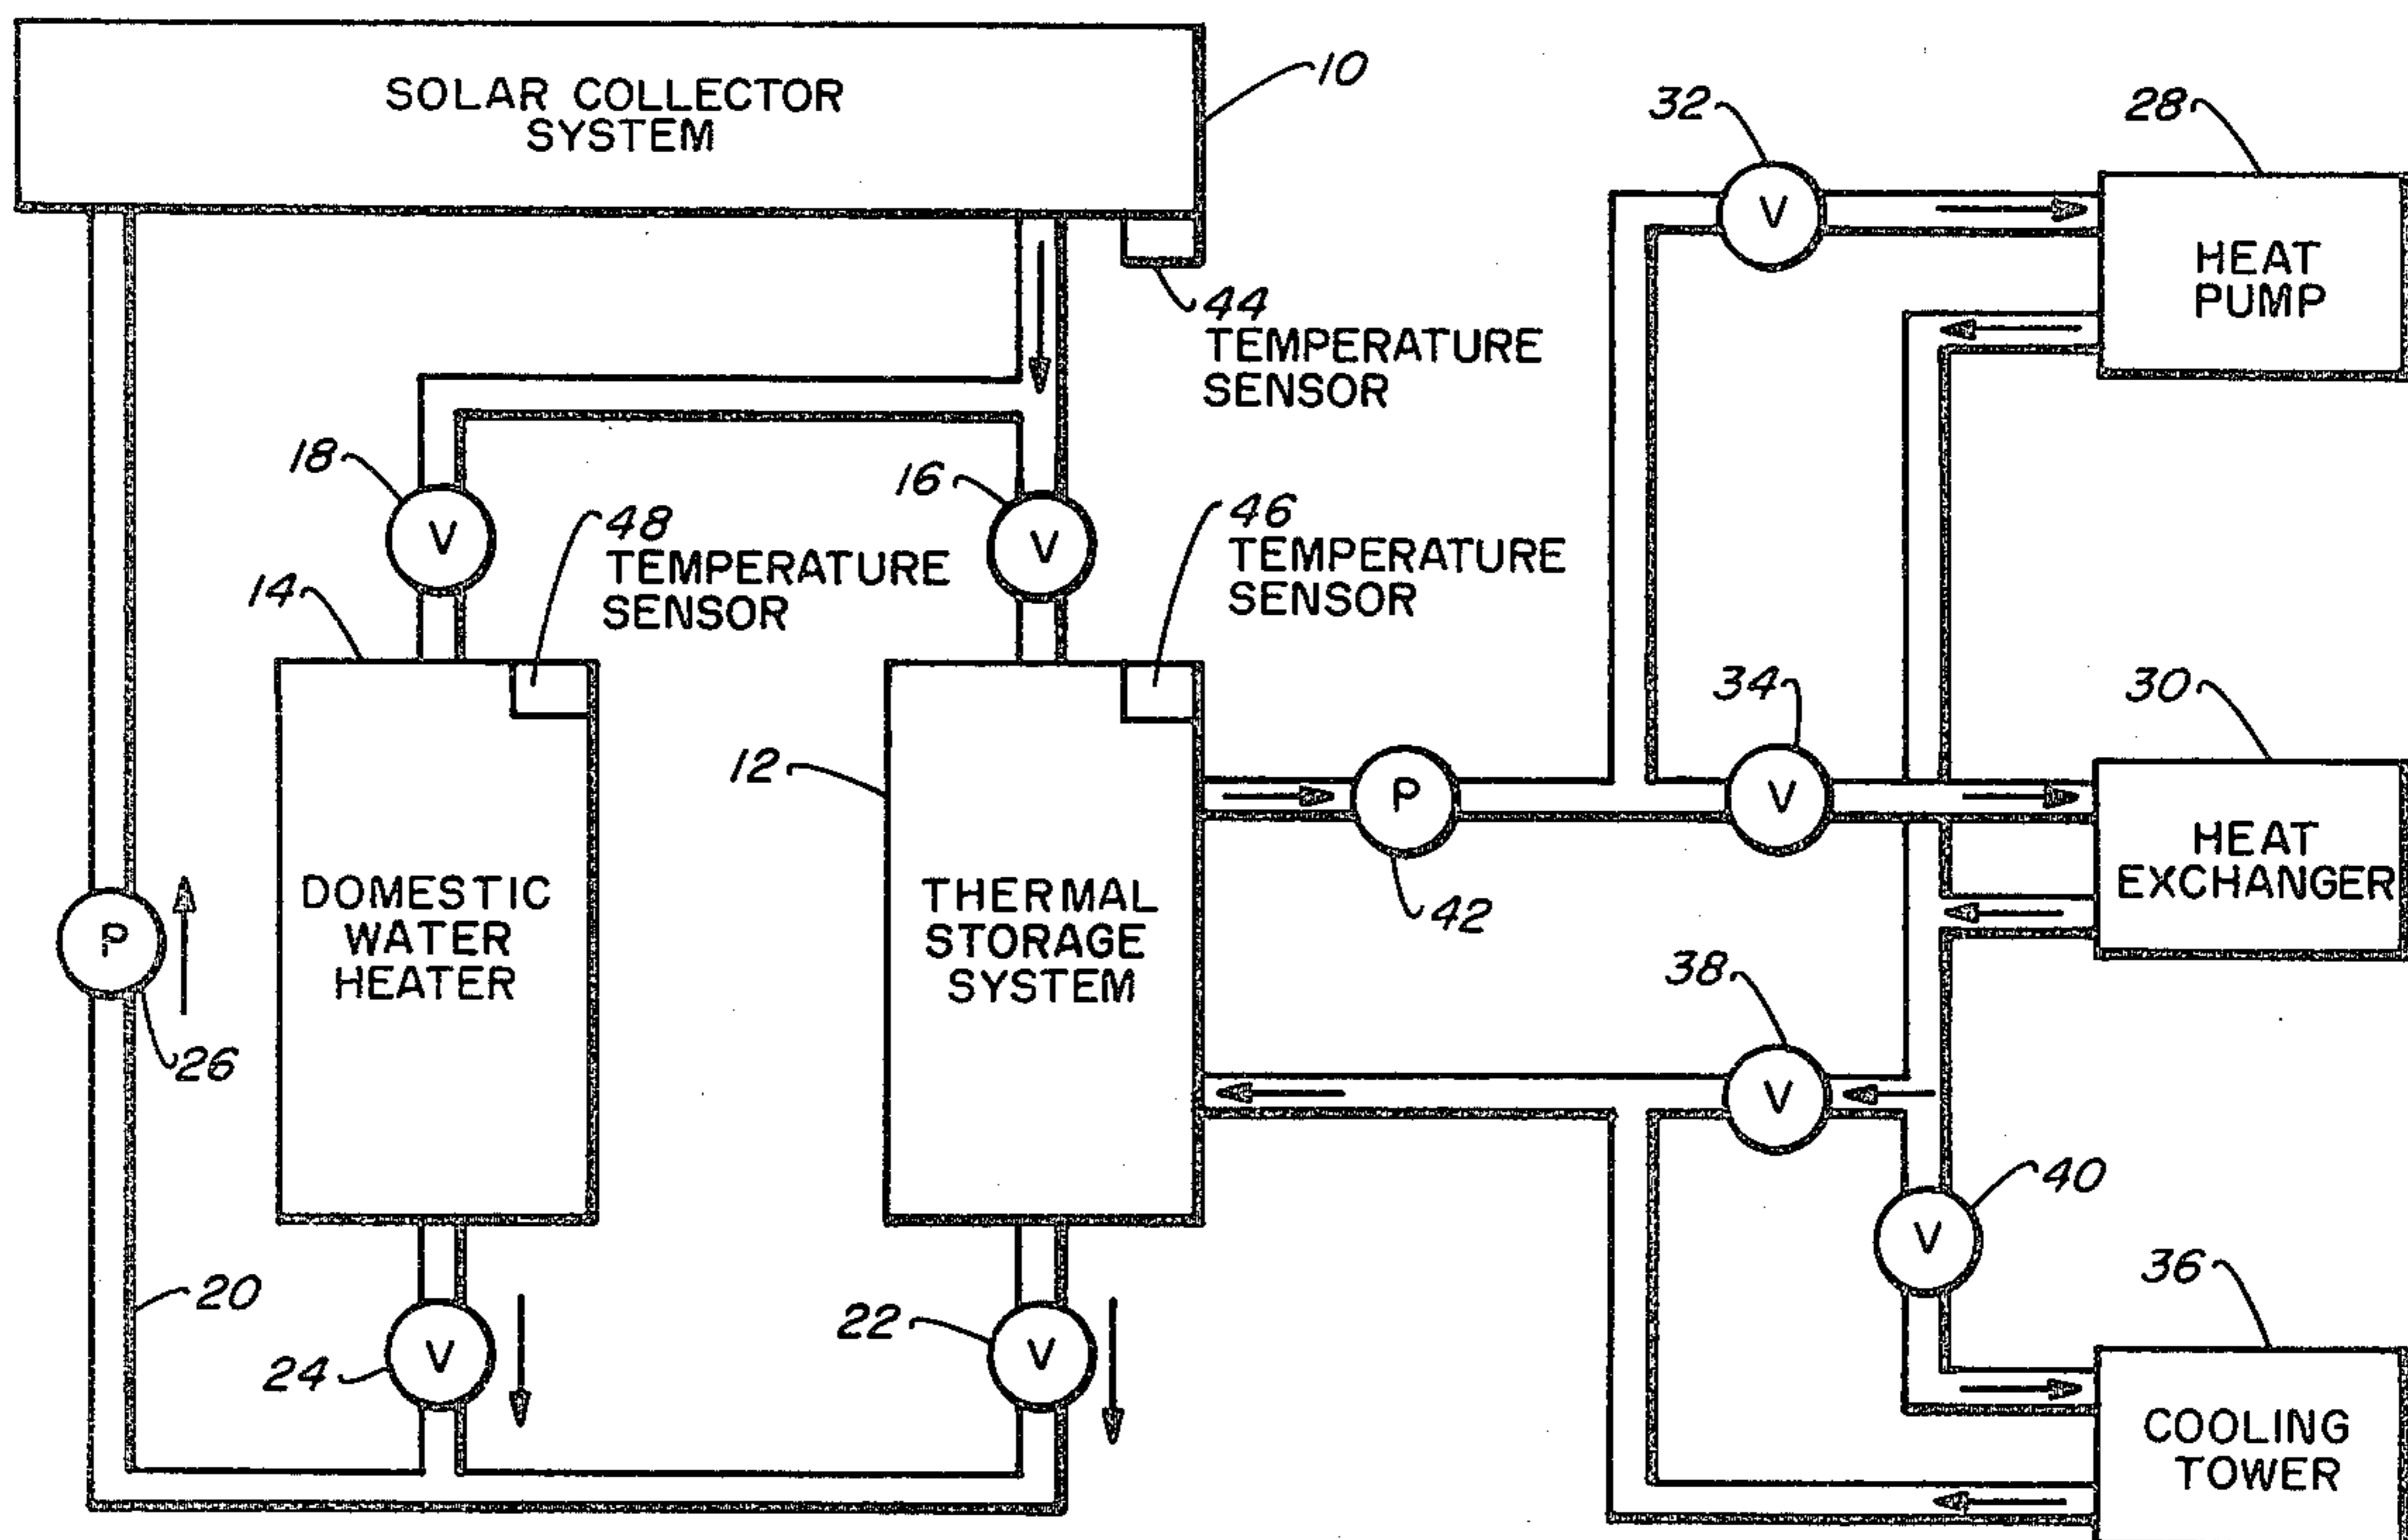 SOLAR COLLECTOR
SYSTEM
10
32
28
V
HEAT
PUMP
44
TEMPERATURE
SENSOR
18
16
V
V
48
TEMPERATURE
SENSOR
46
TEMPERATURE
SENSOR
14
12
34
30
P
V
HEAT
EXCHANGER
42
DOMESTIC
WATER
HEATER
THERMAL
STORAGE
SYSTEM
P
26
38
V
40
V
20
24
V
22
V
36
COOLING
TOWER